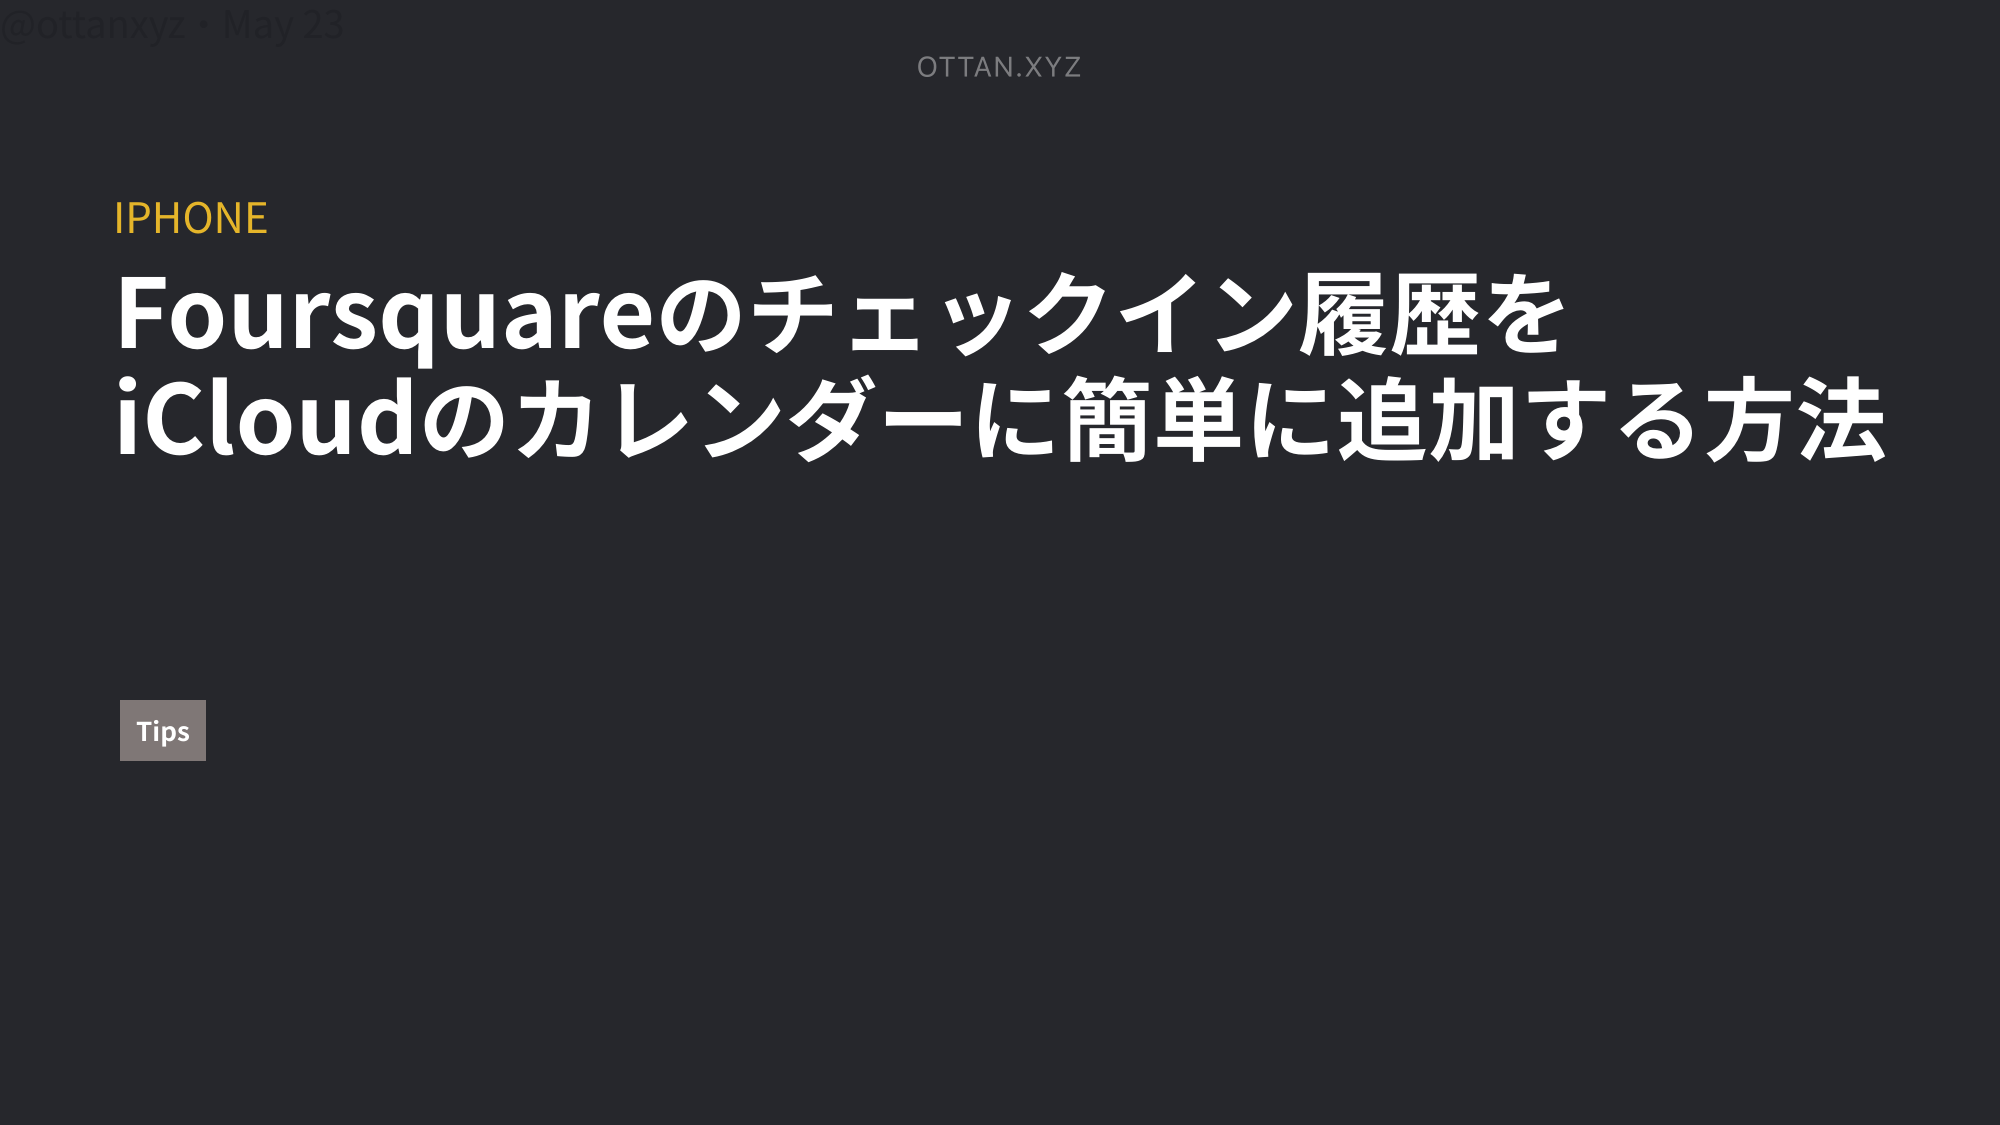 @ottanxyz・May 23
OTTAN.XYZ
IPHONE
Foursquareのチェックイン履歴を
iCloudのカレンダーに簡単に追加する方法
Tips